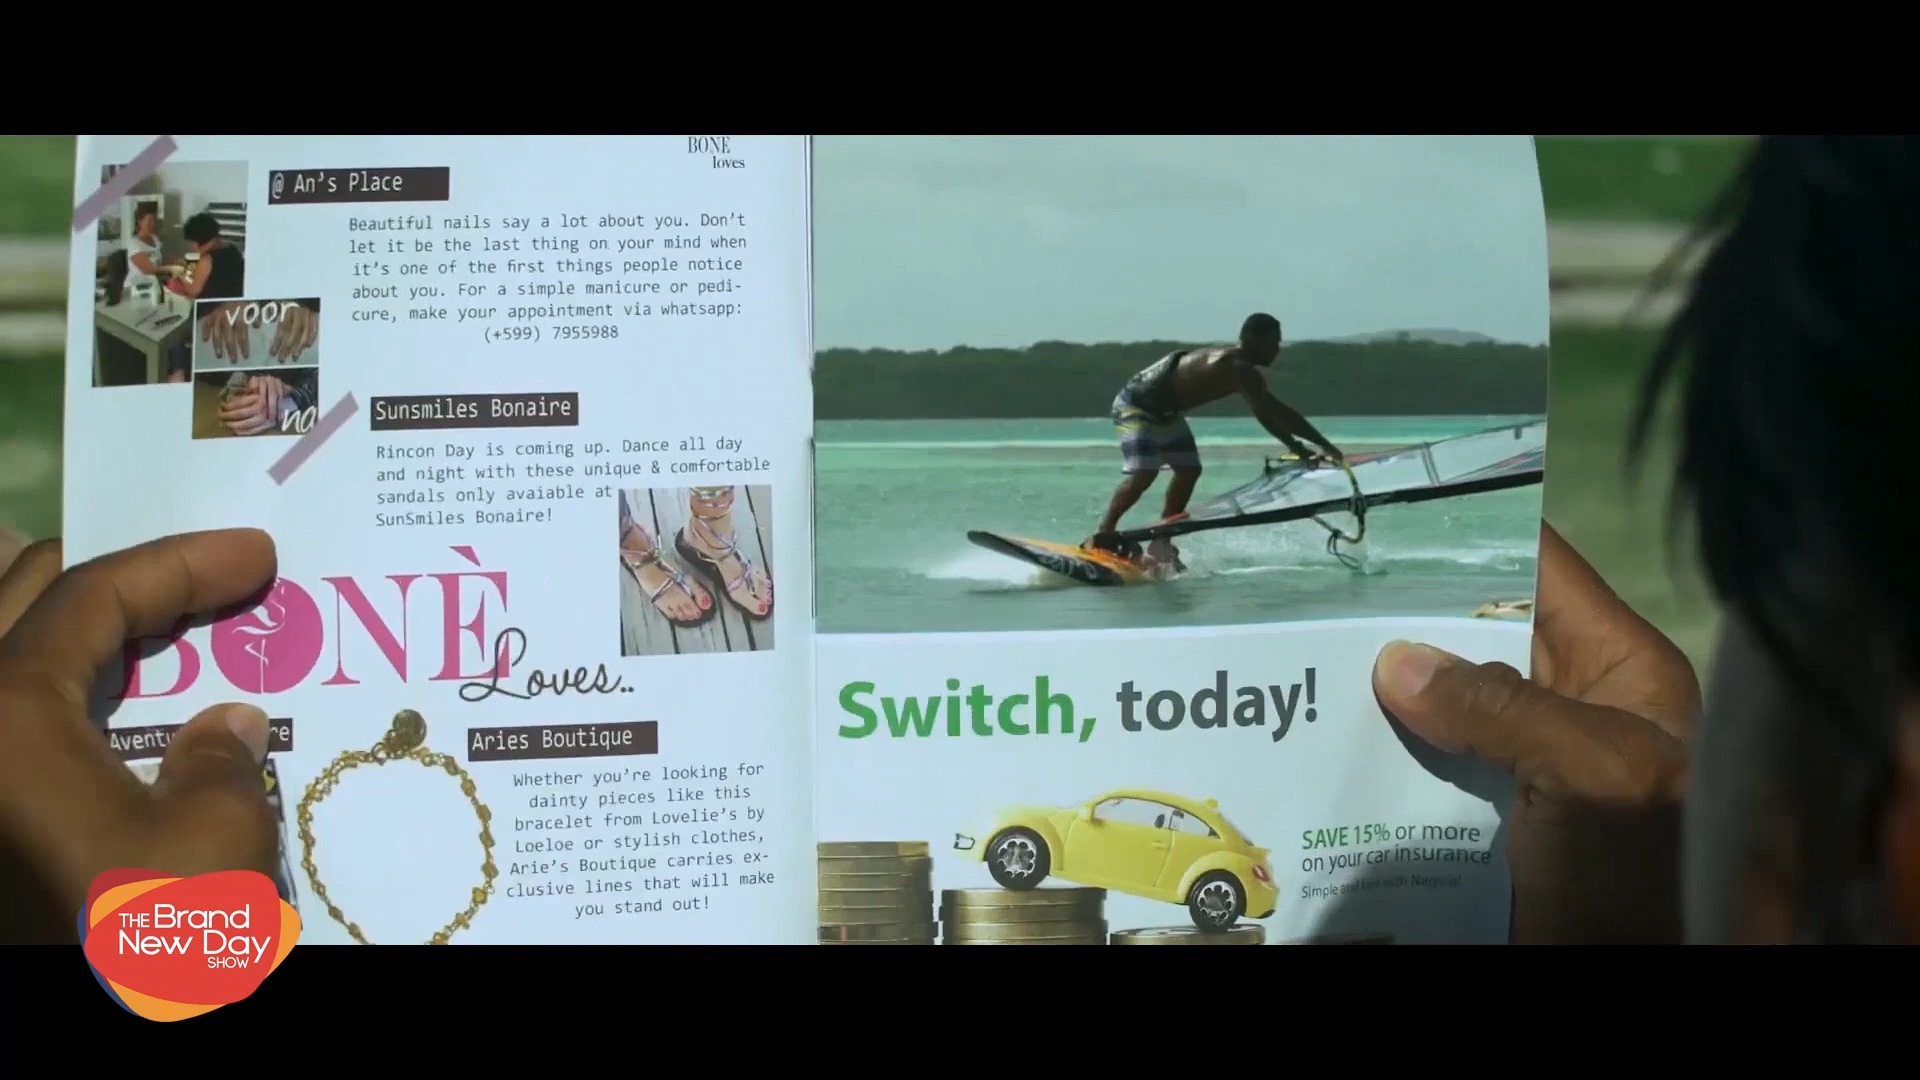 BONE
loves
@ An's Place
Beautiful nails say a lot about you. Don't
let it be the last thing on your mind when
it's one of the first things people notice
about you. For a simple manicure or pedi-
cure, make your appointment via whatsapp:
(+599) 7955988
voor
na
Sunsmiles Bonaire
Rincon Day is coming up. Dance all day
and night with these unique & comfortable
sandals only avaiable at
SunSmiles Bonaire!
BONÈ
Loves..
Aries Boutique
Whether you're looking for
dainty pieces like this
bracelet from Lovelie's by
Loeloe or stylish clothes,
Arie's Boutique carries ex-
clusive lines that will make
you stand out!
Switch, today!
SAVE 15% or more
on your car insurance
Simple and
THE Brand
New Day
SHOW